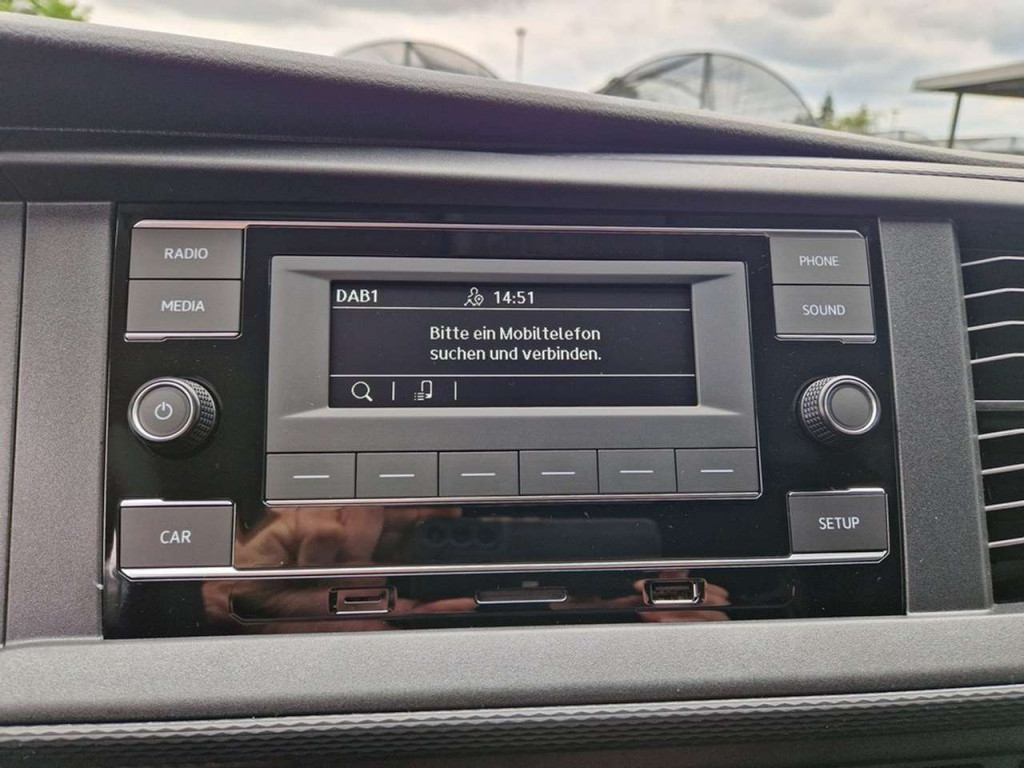 RADIO
MEDIA
PHONE
SOUND
DAB1 14:51
Bitte ein Mobiltelefon
suchen und verbinden.
CAR
SETUP